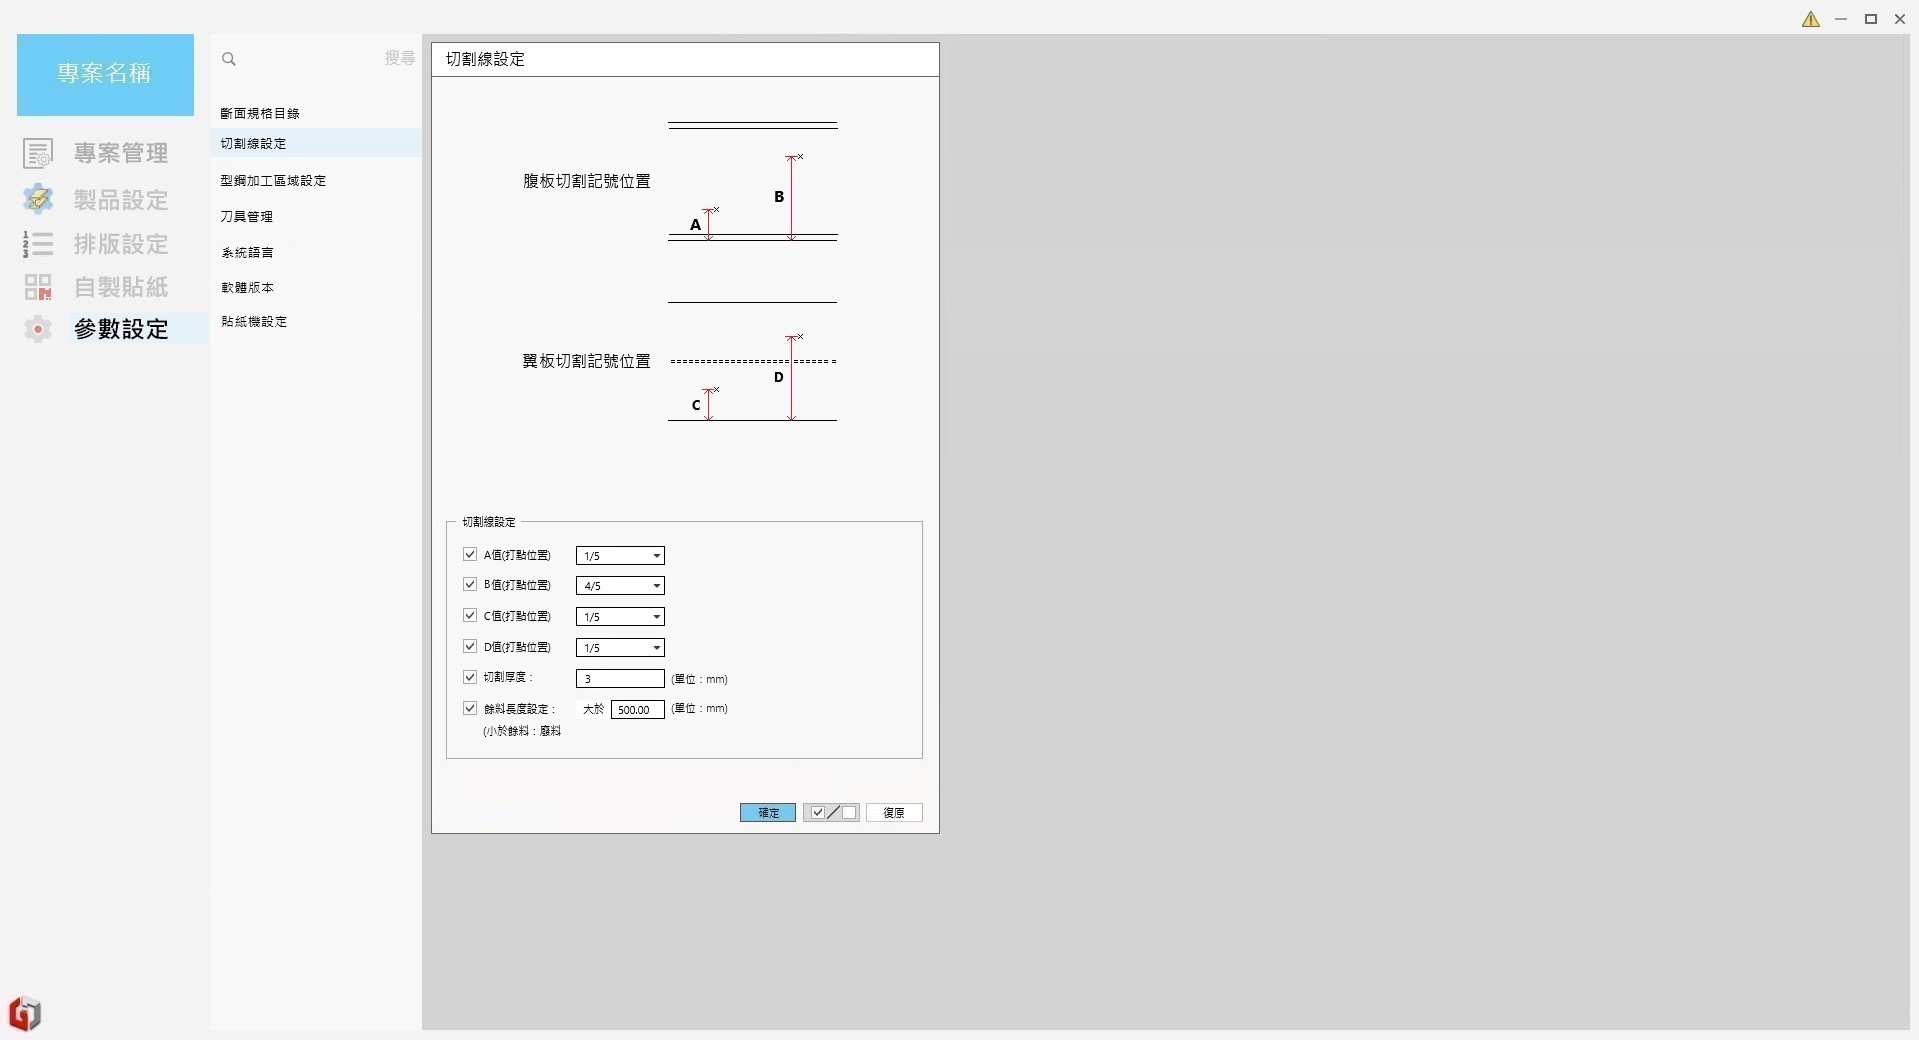 專案名稱
專案管理
製品設定
排版設定
自製貼紙
參數設定
搜尋
斷面規格目錄
切割線設定
型鋼加工區域設定
刀具管理
系統語言
軟體版本
貼紙機設定
切割線設定
腹板切割記號位置
A
B
翼板切割記號位置
C
D
切割線設定
A值(打點位置) 1/5
B值(打點位置) 4/5
C值(打點位置) 1/5
D值(打點位置) 1/5
切割厚度： 3 (單位：mm)
餘料長度設定： 大於 500.00 (單位：mm)
(小於餘料：廢料
確定
復原